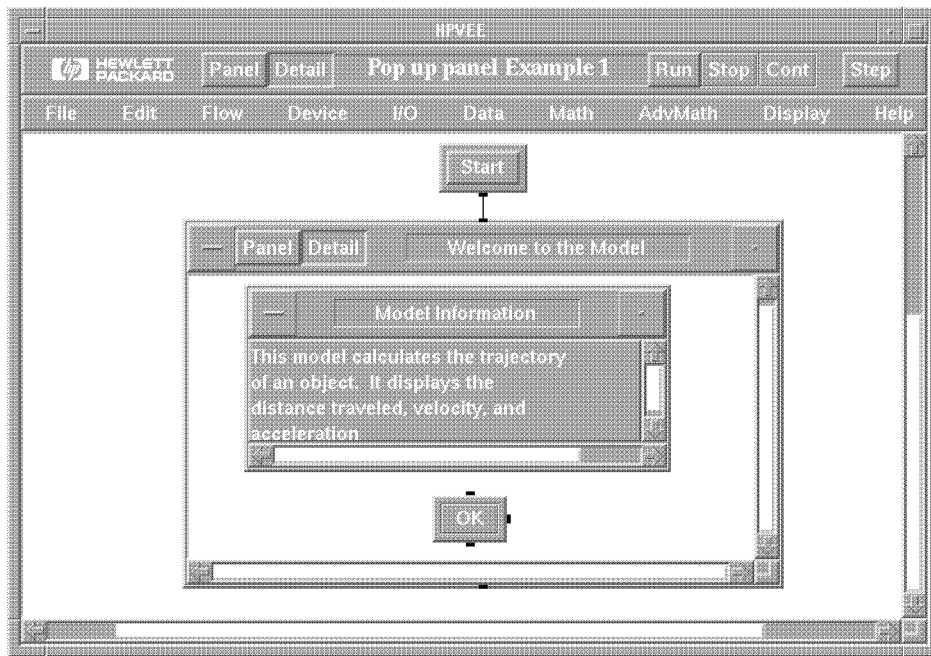 HPVEE
hp HEWLETT PACKARD Panel Detail Pop up panel Example 1 Run Stop Cont Step
File Edit Flow Device I/O Data Math AdvMath Display Help
Start
Panel Detail Welcome to the Model
Model Information
This model calculates the trajectory
of an object. It displays the
distance traveled, velocity, and
acceleration
OK